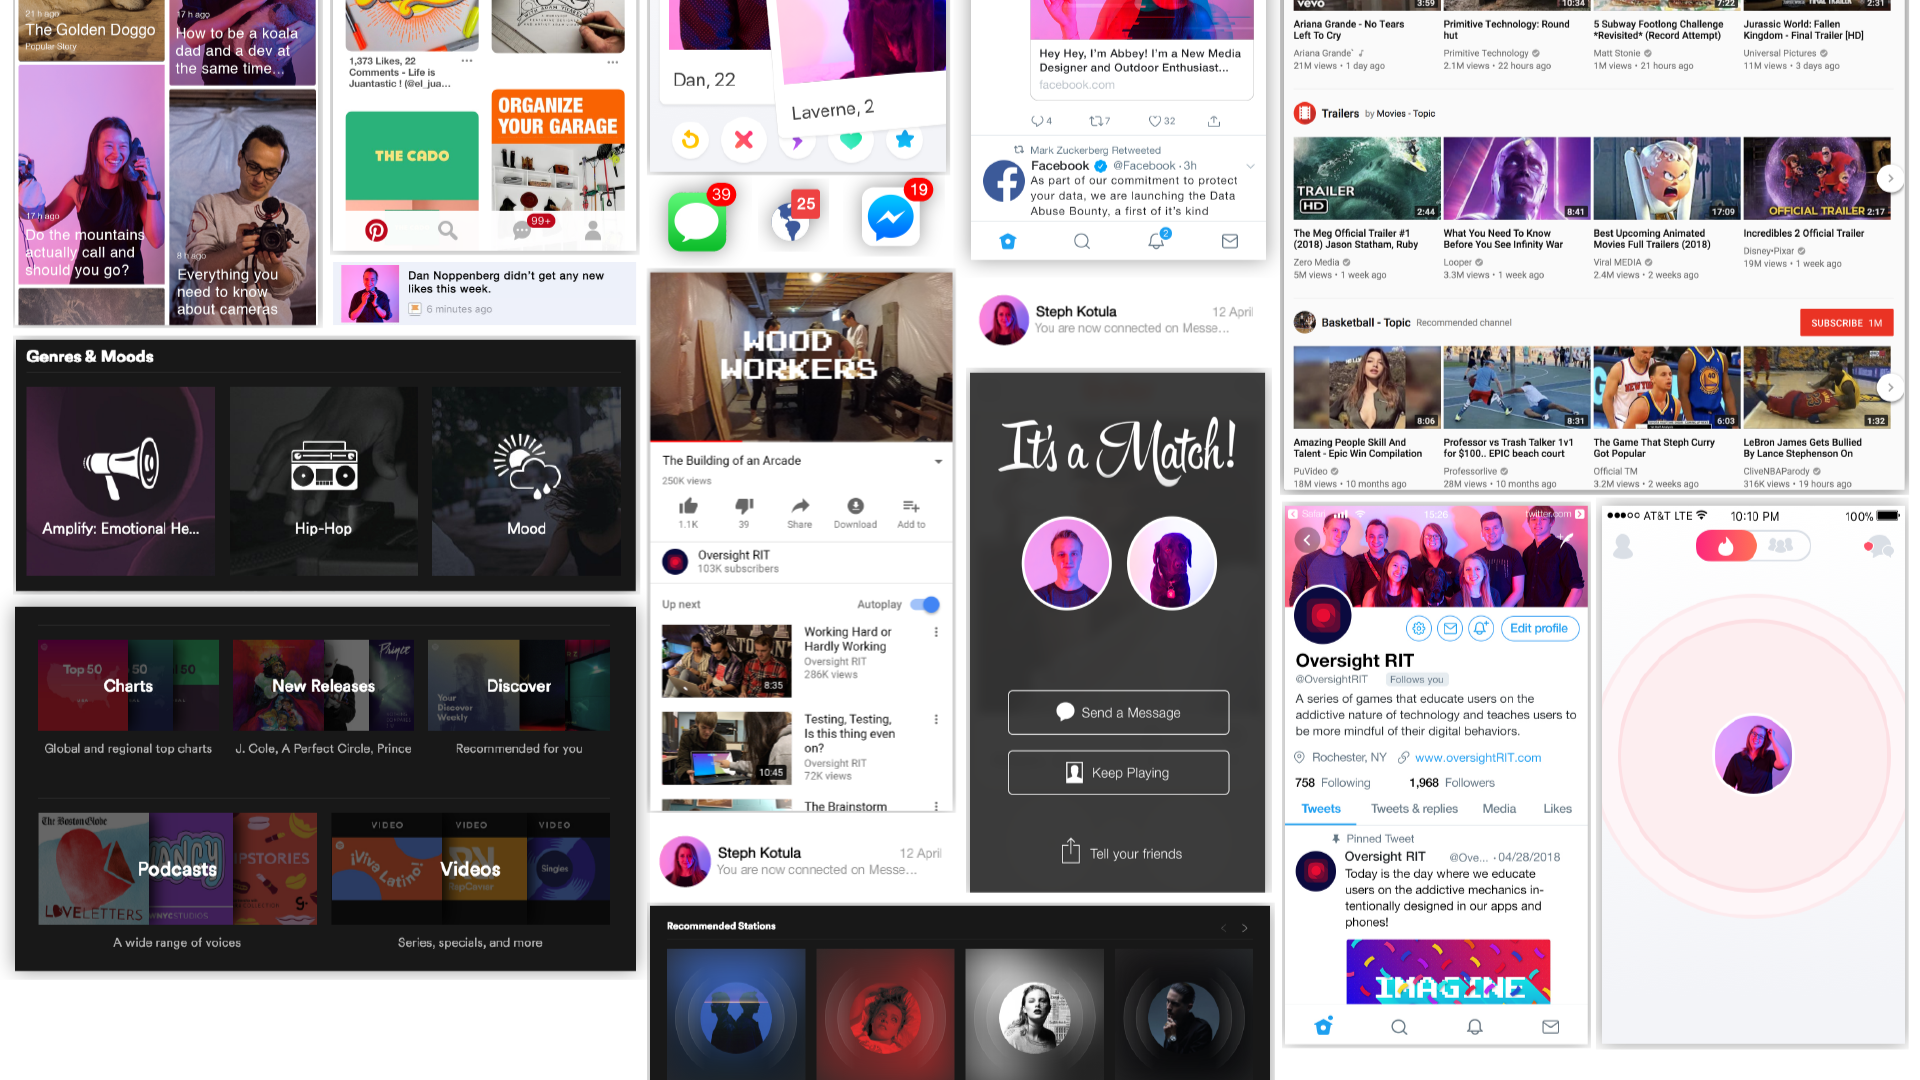 21 h ago
The Golden Doggo
Popular Story
17 h ago
How to be a koala
dad and a dev at
the same time...
17 h ago
Do the mountains
actually call and
should you go?
8 h ago
Everything you
need to know
about cameras
1,373 Likes, 22
Comments - Life is
Juantastic ! (@el_jua...
THE CADO
ORGANIZE
YOUR GARAGE
99+
Dan Noppenberg didn't get any new
likes this week.
6 minutes ago
Genres & Moods
Amplify: Emotional He...
Hip-Hop
Mood
Top 50
50
al 50
Charts
Global and regional top charts
New Releases
Prince
J. Cole, A Perfect Circle, Prince
Your
Discover
Weekly
Discover
Recommended for you
The Boston Globe
LOVELETTERS
WNYCSTUDIOS
Podcasts
A wide range of voices
VIDEO
VIDEO
VIDEO
¡Viva Latino!
Singles
Videos
Series, specials, and more
Dan, 22
Laverne, 2
39
25
19
WOOD
WORKERS
The Building of an Arcade
250K views
1.1K
39
Share
Download
Add to
Oversight RIT
103K subscribers
Up next
Autoplay
Working Hard or
Hardly Working
Oversight RIT
286K views
8:35
Testing, Testing,
Is this thing even
on?
Oversight RIT
72K views
10:45
The Brainstorm
Steph Kotula
12 April
You are now connected on Messe...
Recommended Stations
Hey Hey, I'm Abbey! I'm a New Media
Designer and Outdoor Enthusiast...
facebook.com
4
7
32
Mark Zuckerberg Retweeted
Facebook @Facebook · 3h
As part of our commitment to protect
your data, we are launching the Data
Abuse Bounty, a first of it's kind
2
Steph Kotula
12 April
You are now connected on Messe...
It's a Match!
Send a Message
Keep Playing
Tell your friends
vevo
3:59
10:34
7:22
2:31
Ariana Grande - No Tears
Left To Cry
Ariana Grande
21M views • 1 day ago
Primitive Technology: Round
hut
Primitive Technology
2.1M views • 22 hours ago
5 Subway Footlong Challenge
*Revisited* (Record Attempt)
Matt Stonie
1M views • 21 hours ago
Jurassic World: Fallen
Kingdom - Final Trailer [HD]
Universal Pictures
11M views • 3 days ago
Trailers by Movies - Topic
TRAILER
HD
2:44
8:41
17:09
OFFICIAL TRAILER 2:17
The Meg Official Trailer #1
(2018) Jason Statham, Ruby
Zero Media
5M views • 1 week ago
What You Need To Know
Before You See Infinity War
Looper
3.3M views • 1 week ago
Best Upcoming Animated
Movies Full Trailers (2018)
Viral MEDIA
2.4M views • 2 weeks ago
Incredibles 2 Official Trailer
Disney•Pixar
19M views • 1 week ago
Basketball - Topic Recommended channel
SUBSCRIBE 1M
8:06
8:31
NEW YORK
40
6:03
1:32
Amazing People Skill And
Talent - Epic Win Compilation
PuVideo
18M views • 10 months ago
Professor vs Trash Talker 1v1
for $100.. EPIC beach court
Professorlive
28M views • 10 months ago
The Game That Steph Curry
Got Popular
Official TM
3.2M views • 2 weeks ago
LeBron James Gets Bullied
By Lance Stephenson On
CliveNBAParody
316K views • 19 hours ago
Safari
15:26
twitter.com
Edit profile
Oversight RIT
@OversightRIT Follows you
A series of games that educate users on the
addictive nature of technology and teaches users to
be more mindful of their digital behaviors.
Rochester, NY www.oversightRIT.com
758 Following 1,968 Followers
Tweets Tweets & replies Media Likes
Pinned Tweet
Oversight RIT @Ove... · 04/28/2018
Today is the day where we educate
users on the addictive mechanics in-
tentionally designed in our apps and
phones!
IMAGINE
AT&T LTE 10:10 PM 100%